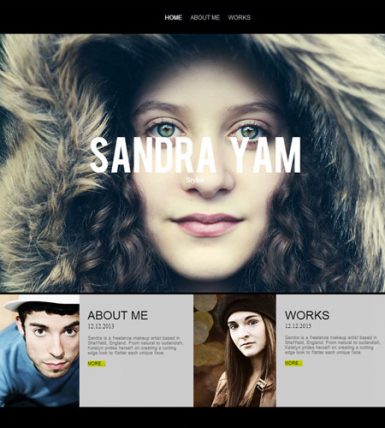 HOME ABOUT ME WORKS
SANDRA YAM
Stylist
ABOUT ME
12.12.2013
Sandra is a freelance makeup artist based in
Sheffield, England. From natural to outlandish,
Katelyn prides herself on creating a cutting
edge look to flatter each unique face.
MORE...
WORKS
12.12.2013
Sandra is a freelance makeup artist based in
Sheffield, England. From natural to outlandish,
Katelyn prides herself on creating a cutting
edge look to flatter each unique face.
MORE...